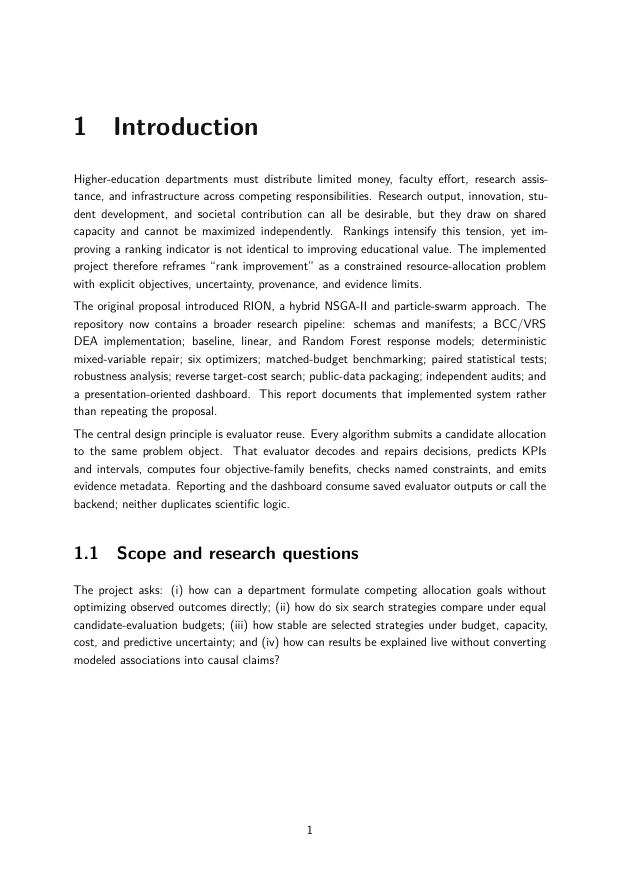 1 Introduction
Higher-education departments must distribute limited money, faculty effort, research assis-
tance, and infrastructure across competing responsibilities. Research output, innovation, stu-
dent development, and societal contribution can all be desirable, but they draw on shared
capacity and cannot be maximized independently. Rankings intensify this tension, yet im-
proving a ranking indicator is not identical to improving educational value. The implemented
project therefore reframes “rank improvement” as a constrained resource-allocation problem
with explicit objectives, uncertainty, provenance, and evidence limits.
The original proposal introduced RION, a hybrid NSGA-II and particle-swarm approach. The
repository now contains a broader research pipeline: schemas and manifests; a BCC/VRS
DEA implementation; baseline, linear, and Random Forest response models; deterministic
mixed-variable repair; six optimizers; matched-budget benchmarking; paired statistical tests;
robustness analysis; reverse target-cost search; public-data packaging; independent audits; and
a presentation-oriented dashboard. This report documents that implemented system rather
than repeating the proposal.
The central design principle is evaluator reuse. Every algorithm submits a candidate allocation
to the same problem object. That evaluator decodes and repairs decisions, predicts KPIs
and intervals, computes four objective-family benefits, checks named constraints, and emits
evidence metadata. Reporting and the dashboard consume saved evaluator outputs or call the
backend; neither duplicates scientific logic.
1.1 Scope and research questions
The project asks: (i) how can a department formulate competing allocation goals without
optimizing observed outcomes directly; (ii) how do six search strategies compare under equal
candidate-evaluation budgets; (iii) how stable are selected strategies under budget, capacity,
cost, and predictive uncertainty; and (iv) how can results be explained live without converting
modeled associations into causal claims?
1